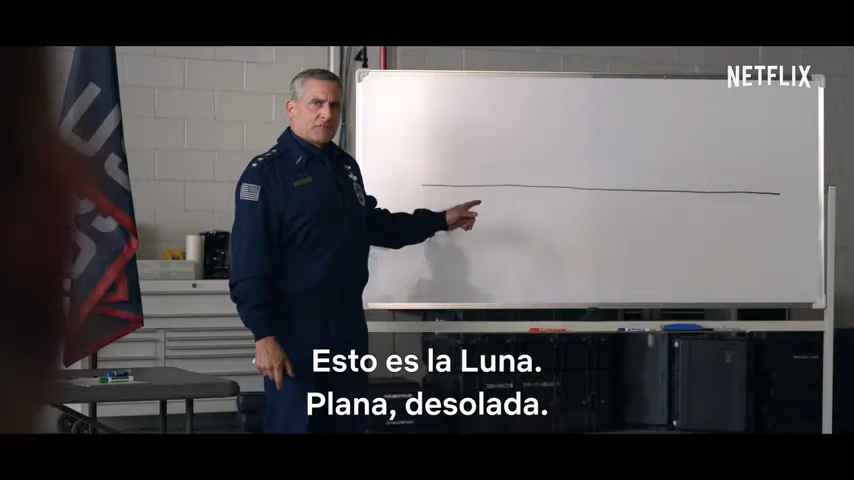 NETFLIX
Esto es la Luna.
Plana, desolada.